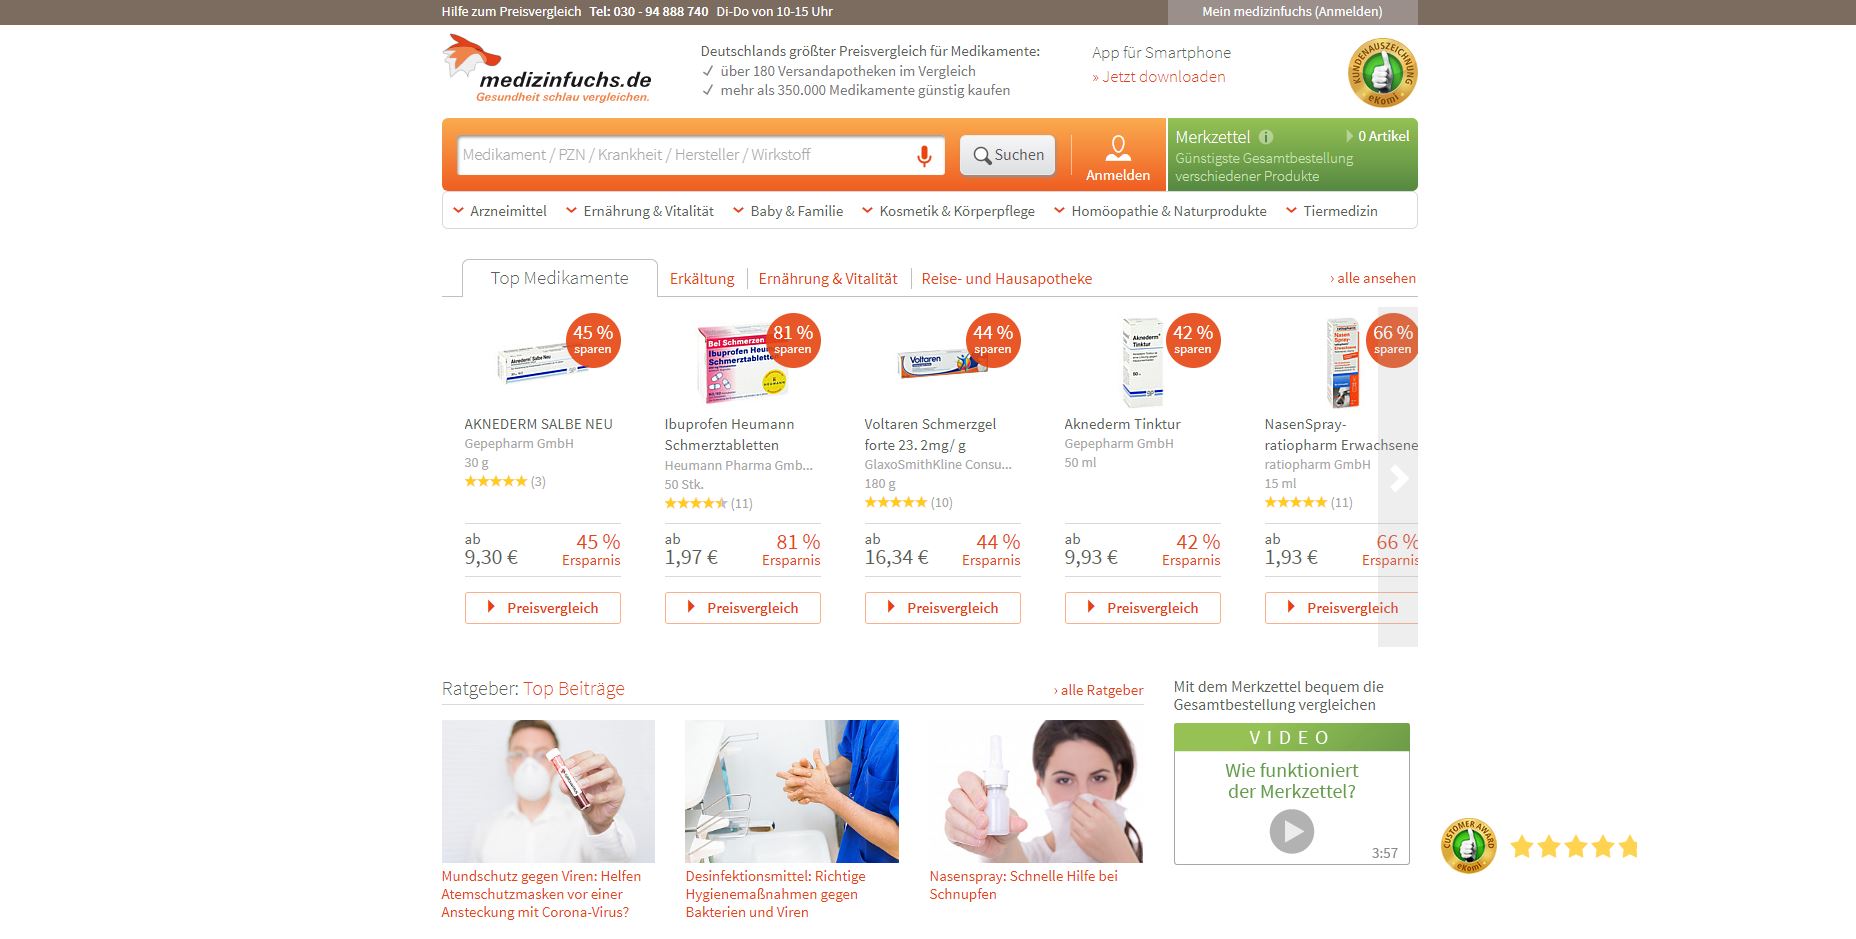 Hilfe zum Preisvergleich Tel: 030 - 94 888 740 Di-Do von 10-15 Uhr
Mein medizinfuchs (Anmelden)
medizinfuchs.de
Gesundheit schlau vergleichen.
Deutschlands größter Preisvergleich für Medikamente:
über 180 Versandapotheken im Vergleich
mehr als 350.000 Medikamente günstig kaufen
App für Smartphone
» Jetzt downloaden
KUNDENAUSZEICHNUNG
eKomi
Medikament / PZN / Krankheit / Hersteller / Wirkstoff
Suchen
Anmelden
Merkzettel i
0 Artikel
Günstigste Gesamtbestellung
verschiedener Produkte
Arzneimittel Ernährung & Vitalität Baby & Familie Kosmetik & Körperpflege Homöopathie & Naturprodukte Tiermedizin
Top Medikamente Erkältung Ernährung & Vitalität Reise- und Hausapotheke › alle ansehen
45 %
sparen
AKNEDERM SALBE NEU
Gepepharm GmbH
30 g
(3)
ab
9,30 €
45 %
Ersparnis
Preisvergleich
Bei Schmerzen
81 %
sparen
Ibuprofen Heumann
Schmerztabletten
Heumann Pharma Gmb...
50 Stk.
(11)
ab
1,97 €
81 %
Ersparnis
Preisvergleich
Voltaren
44 %
sparen
Voltaren Schmerzgel
forte 23. 2mg/ g
GlaxoSmithKline Consu...
180 g
(10)
ab
16,34 €
44 %
Ersparnis
Preisvergleich
Aknederm
Tinktur
42 %
sparen
Aknederm Tinktur
Gepepharm GmbH
50 ml
ab
9,93 €
42 %
Ersparnis
Preisvergleich
66 %
sparen
NasenSpray-
ratiopharm Erwachsene
ratiopharm GmbH
15 ml
(11)
ab
1,93 €
66 %
Ersparnis
Preisvergleich
Ratgeber: Top Beiträge
› alle Ratgeber
Mundschutz gegen Viren: Helfen
Atemschutzmasken vor einer
Ansteckung mit Corona-Virus?
Desinfektionsmittel: Richtige
Hygienemaßnahmen gegen
Bakterien und Viren
Nasenspray: Schnelle Hilfe bei
Schnupfen
Mit dem Merkzettel bequem die
Gesamtbestellung vergleichen
VIDEO
Wie funktioniert
der Merkzettel?
3:57
CUSTOMER AWARD
eKomi